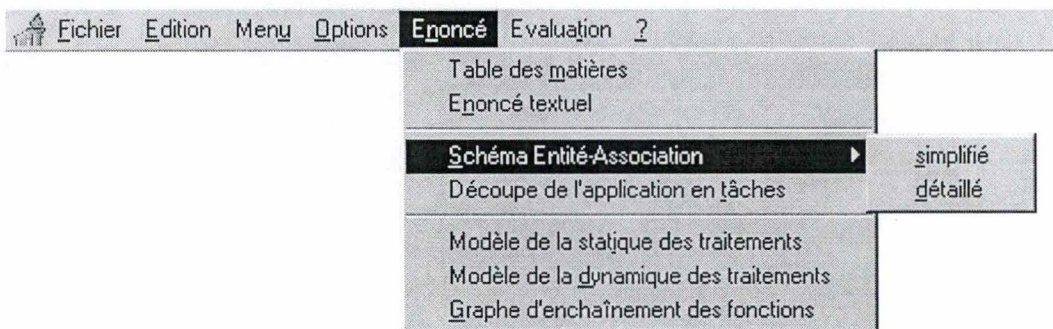 Fichier Edition Menu Options Enoncé Evaluation ?
Table des matières
Enoncé textuel
Schéma Entité-Association
simplifié
Découpe de l'application en tâches
détaillé
Modèle de la statique des traitements
Modèle de la dynamique des traitements
Graphe d'enchaînement des fonctions